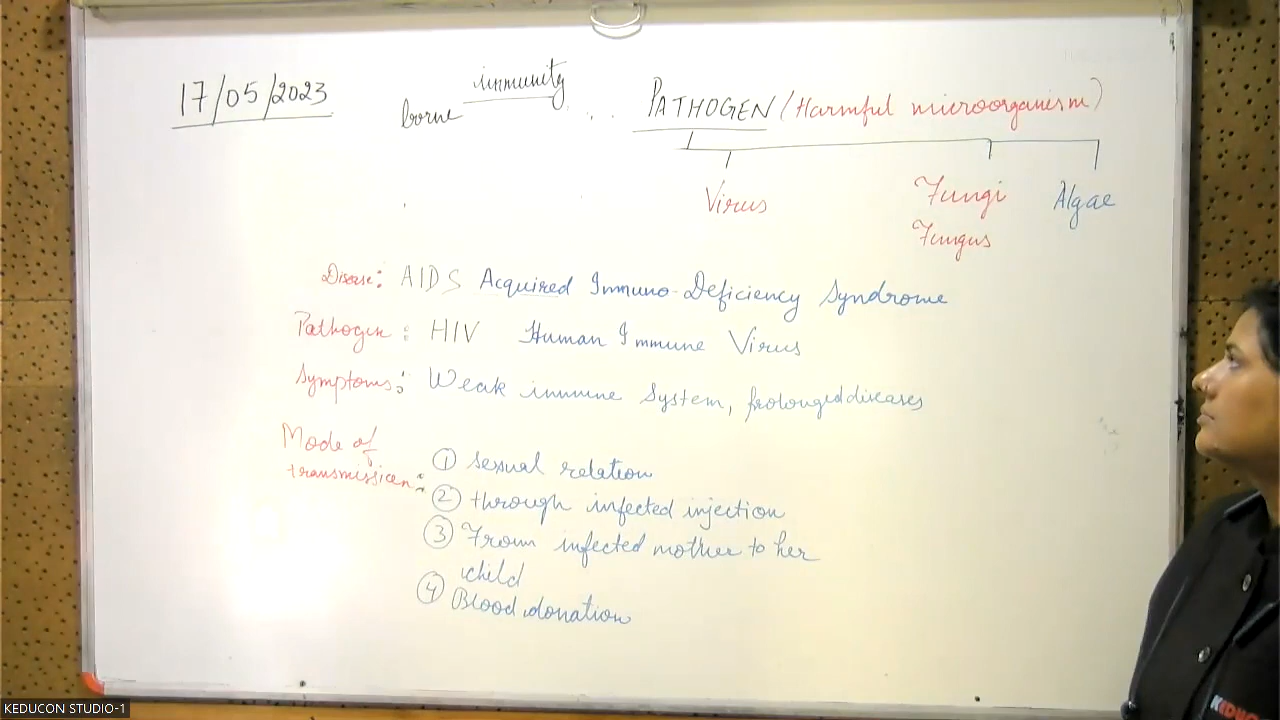 17/05/2023
immunity
borne
PATHOGEN (Harmful microorganism)
Virus
Fungi
Algae
Fungus
Disease: AIDS Acquired Immuno-Deficiency Syndrome
Pathogen: HIV Human Immune Virus
Symptoms: Weak immune System, prolonged diseases
Mode of
transmission:
① sexual relation
② through infected injection
③ From infected mother to her
child
④ Blood donation
KEDUCON STUDIO-1